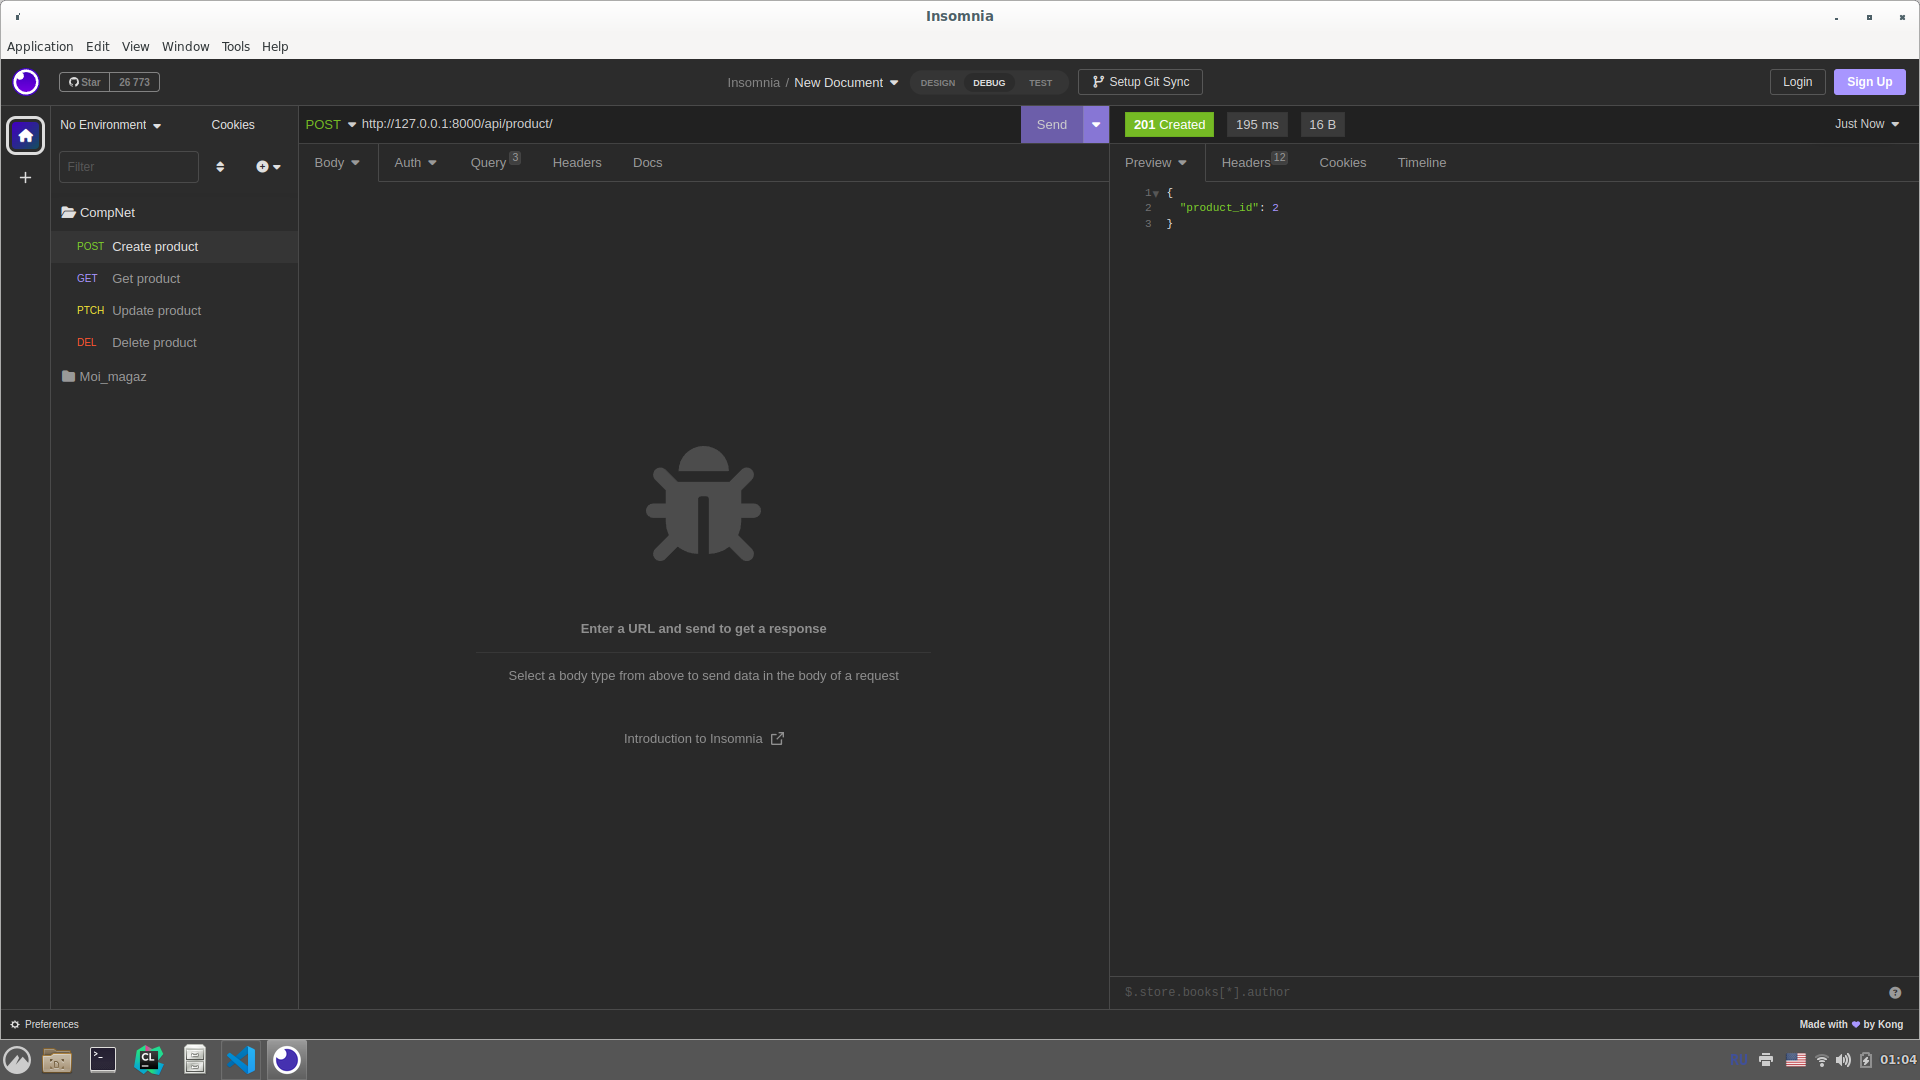 Insomnia
Application Edit View Window Tools Help
Star 26 773
Insomnia / New Document
DESIGN DEBUG TEST
Setup Git Sync
Login
Sign Up
No Environment
Cookies
Filter
CompNet
POST Create product
GET Get product
PTCH Update product
DEL Delete product
Moi_magaz
POST http://127.0.0.1:8000/api/product/
Send
Body Auth Query 3 Headers Docs
Enter a URL and send to get a response
Select a body type from above to send data in the body of a request
Introduction to Insomnia
201 Created 195 ms 16 B
Just Now
Preview Headers 12 Cookies Timeline
1 {
2 "product_id": 2
3 }
$.store.books[*].author
Preferences
Made with ❤ by Kong
CL
01:04